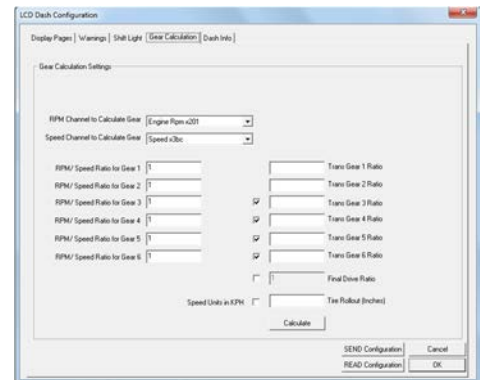 LCD Dash Configuration
Display Pages | Warnings | Shift Light | Gear Calculation | Dash Info
Gear Calculation Settings
RPM Channel to Calculate Gear Engine Rpm x201
Speed Channel to Calculate Gear Speed x3bc
RPM/ Speed Ratio for Gear 1 1 Trans Gear 1 Ratio
RPM/ Speed Ratio for Gear 2 1 Trans Gear 2 Ratio
RPM/ Speed Ratio for Gear 3 1 Trans Gear 3 Ratio
RPM/ Speed Ratio for Gear 4 1 Trans Gear 4 Ratio
RPM/ Speed Ratio for Gear 5 1 Trans Gear 5 Ratio
RPM/ Speed Ratio for Gear 6 1 Trans Gear 6 Ratio
1 Final Drive Ratio
Speed Units in KPH Tire Rollout (Inches)
Calculate
SEND Configuration Cancel
READ Configuration OK